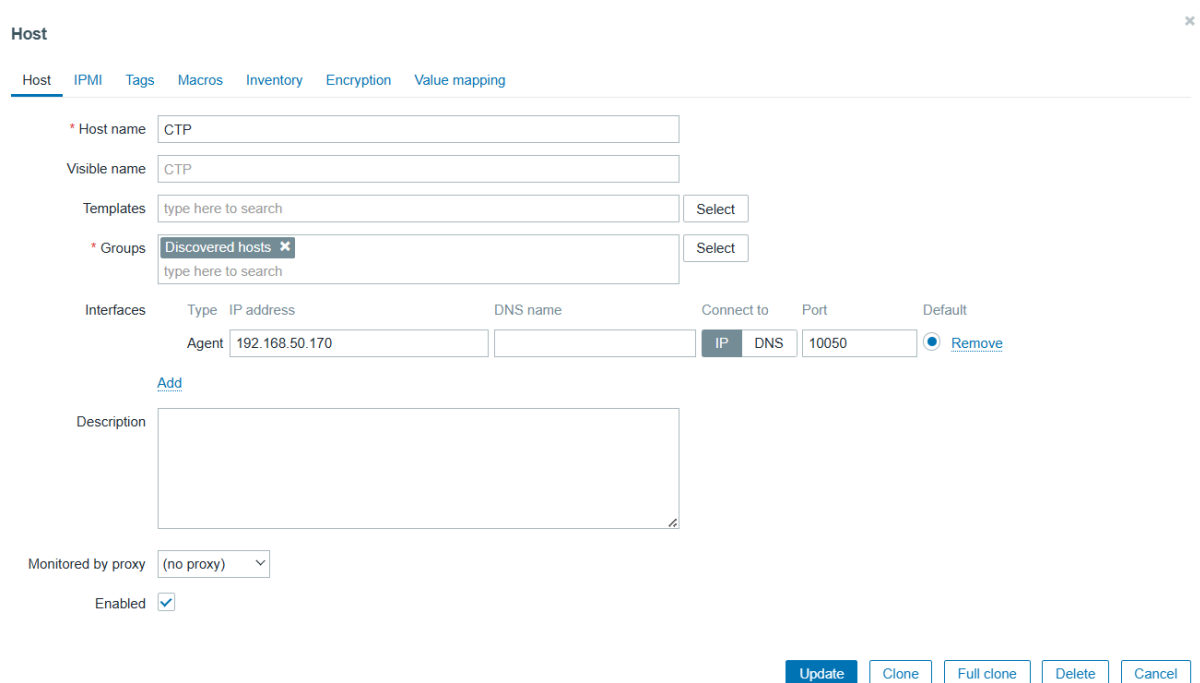 ×
Host
Host IPMI Tags Macros Inventory Encryption Value mapping
* Host name CTP
Visible name CTP
Templates type here to search Select
* Groups Discovered hosts × Select
type here to search
Interfaces Type IP address DNS name Connect to Port Default
Agent 192.168.50.170 IP DNS 10050 Remove
Add
Description
Monitored by proxy (no proxy)
Enabled
Update Clone Full clone Delete Cancel